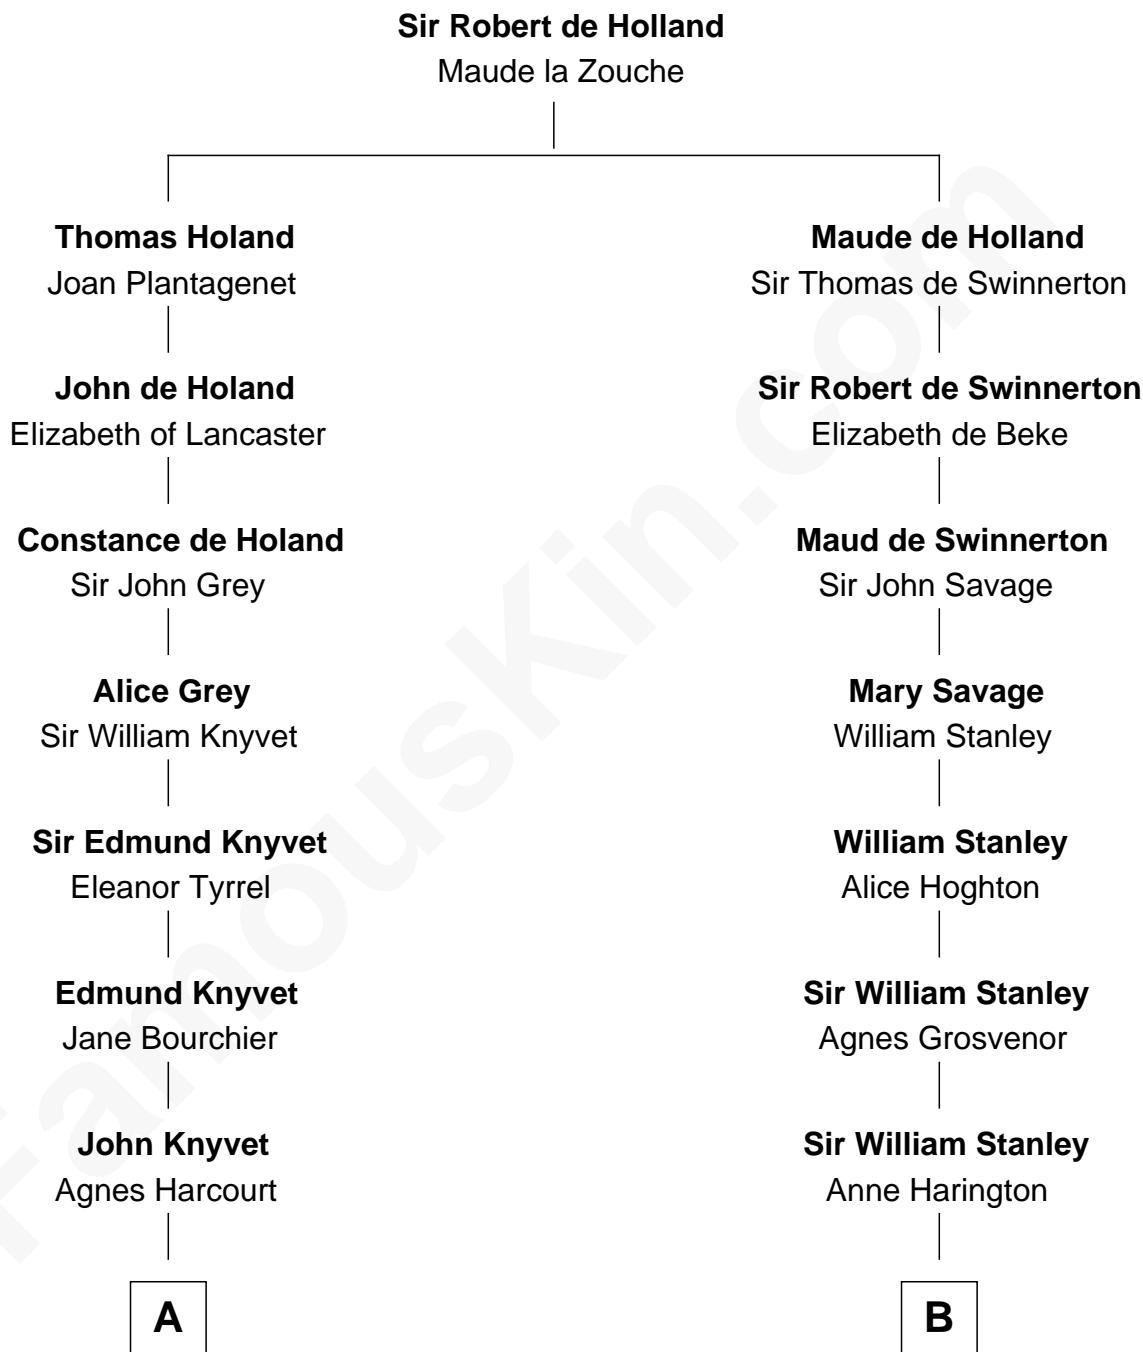 Sir Robert de Holland
Maude la Zouche
Thomas Holand
Joan Plantagenet
John de Holand
Elizabeth of Lancaster
Constance de Holand
Sir John Grey
Alice Grey
Sir William Knyvet
Sir Edmund Knyvet
Eleanor Tyrrel
Edmund Knyvet
Jane Bourchier
John Knyvet
Agnes Harcourt
A
Maude de Holland
Sir Thomas de Swinnerton
Sir Robert de Swinnerton
Elizabeth de Beke
Maud de Swinnerton
Sir John Savage
Mary Savage
William Stanley
William Stanley
Alice Hoghton
Sir William Stanley
Agnes Grosvenor
Sir William Stanley
Anne Harington
B
FamousKin.com